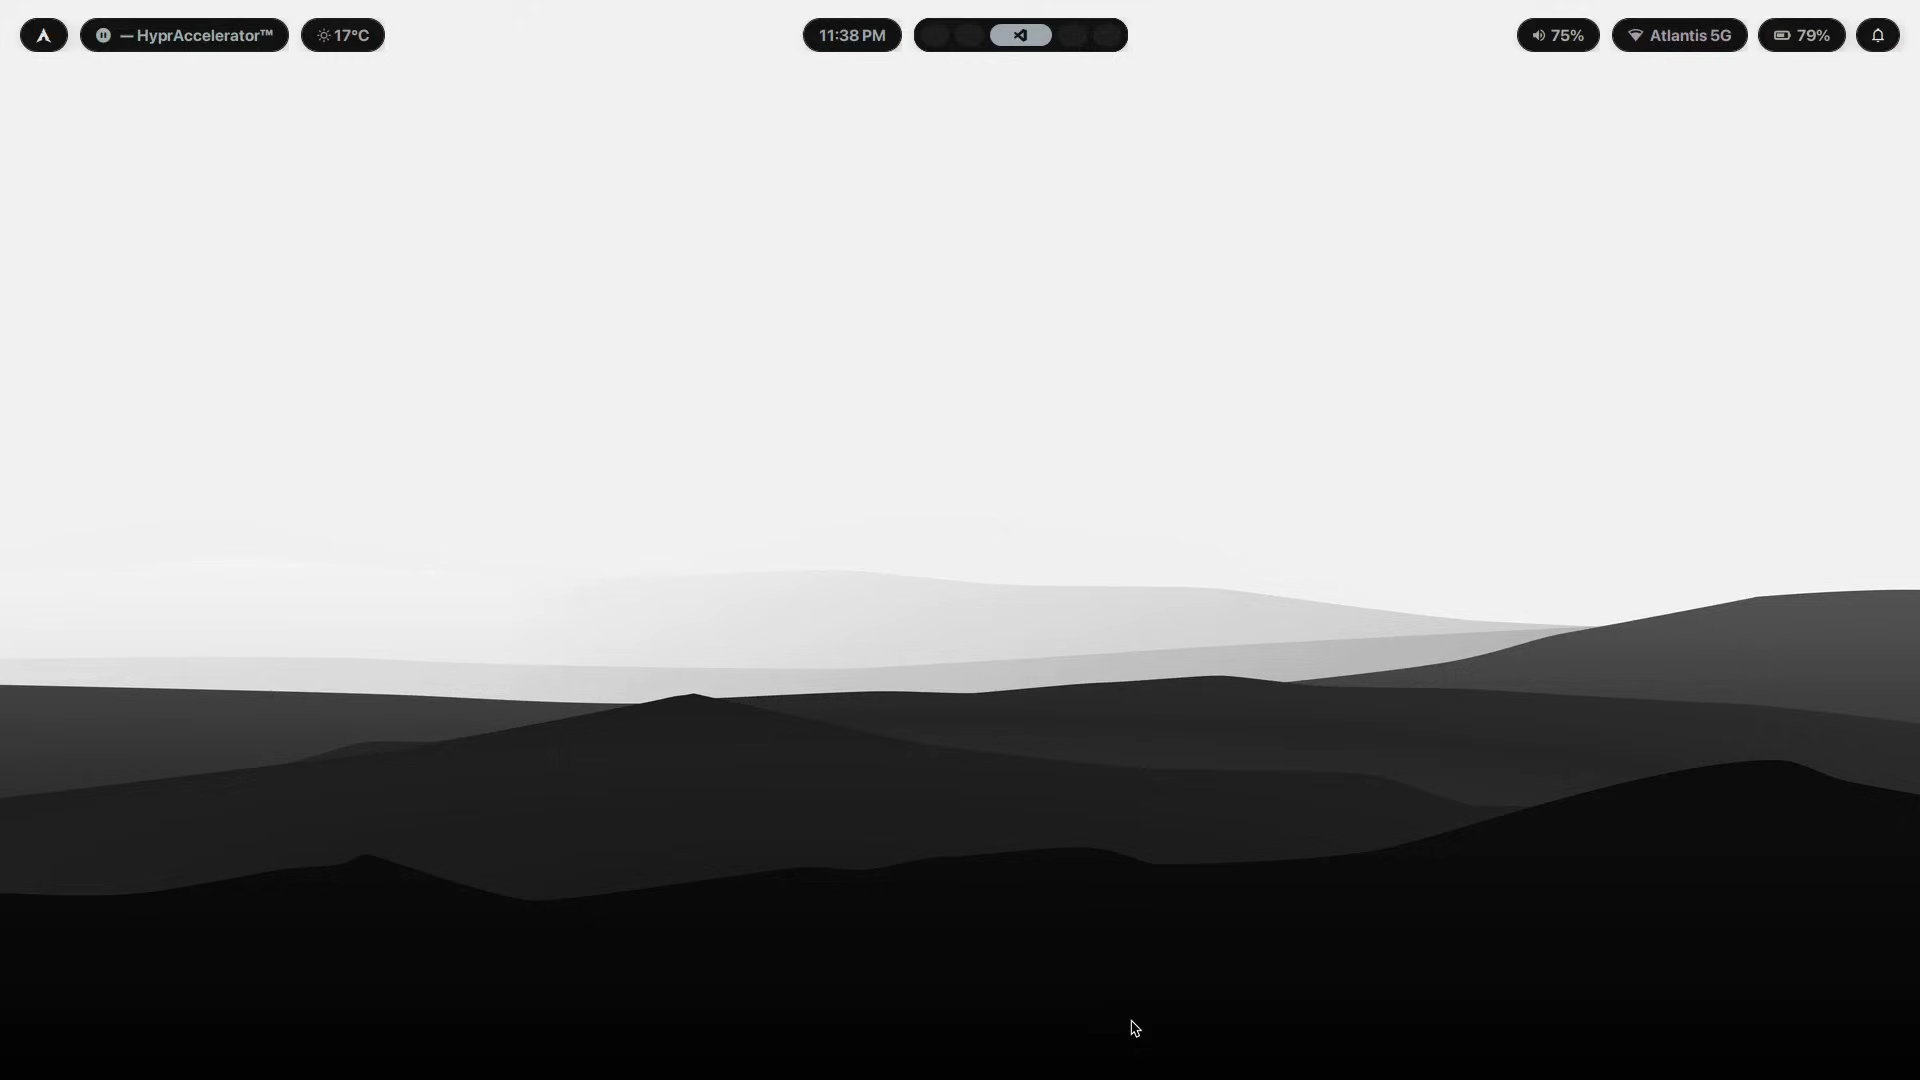 — HyprAccelerator™
17°C
11:38 PM
75%
Atlantis 5G
79%